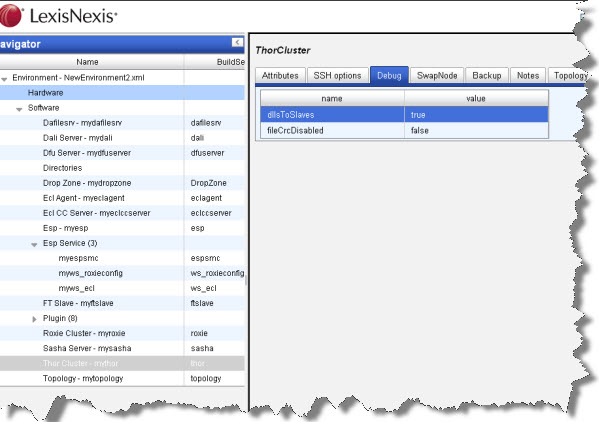 LexisNexis®
avigator
<
Name BuildSe
Environment - NewEnvironment2.xml
Hardware
Software
Dafilesrv - mydafilesrv dafilesrv
Dali Server - mydali dali
Dfu Server - mydfuserver dfuserver
Directories
Drop Zone - mydropzone DropZone
Ecl Agent - myeclagent eclagent
Ecl CC Server - myeclccserver eclccserver
Esp - myesp esp
Esp Service (3)
myespsmc espsmc
myws_roxieconfig ws_roxieconfig
myws_ecl ws_ecl
FT Slave - myftslave ftslave
Plugin (8)
Roxie Cluster - myroxie roxie
Sasha Server - mysasha sasha
Thor Cluster - mythor thor
Topology - mytopology topology
ThorCluster
Attributes SSH options Debug SwapNode Backup Notes Topology
name value
dllsToSlaves true
fileCrcDisabled false